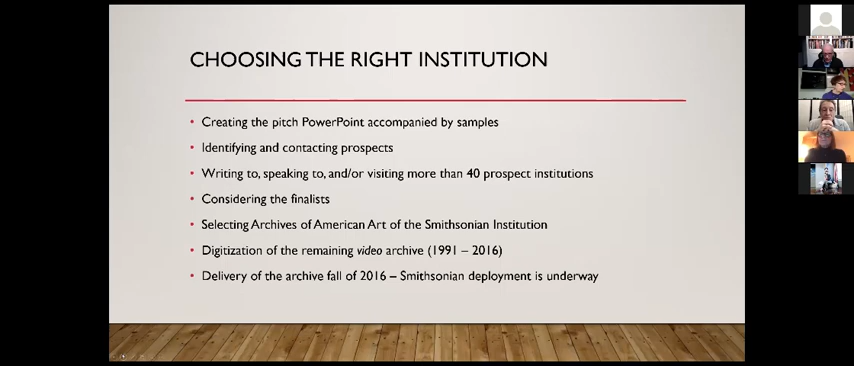 CHOOSING THE RIGHT INSTITUTION
• Creating the pitch PowerPoint accompanied by samples
• Identifying and contacting prospects
• Writing to, speaking to, and/or visiting more than 40 prospect institutions
• Considering the finalists
• Selecting Archives of American Art of the Smithsonian Institution
• Digitization of the remaining video archive (1991 – 2016)
• Delivery of the archive fall of 2016 – Smithsonian deployment is underway